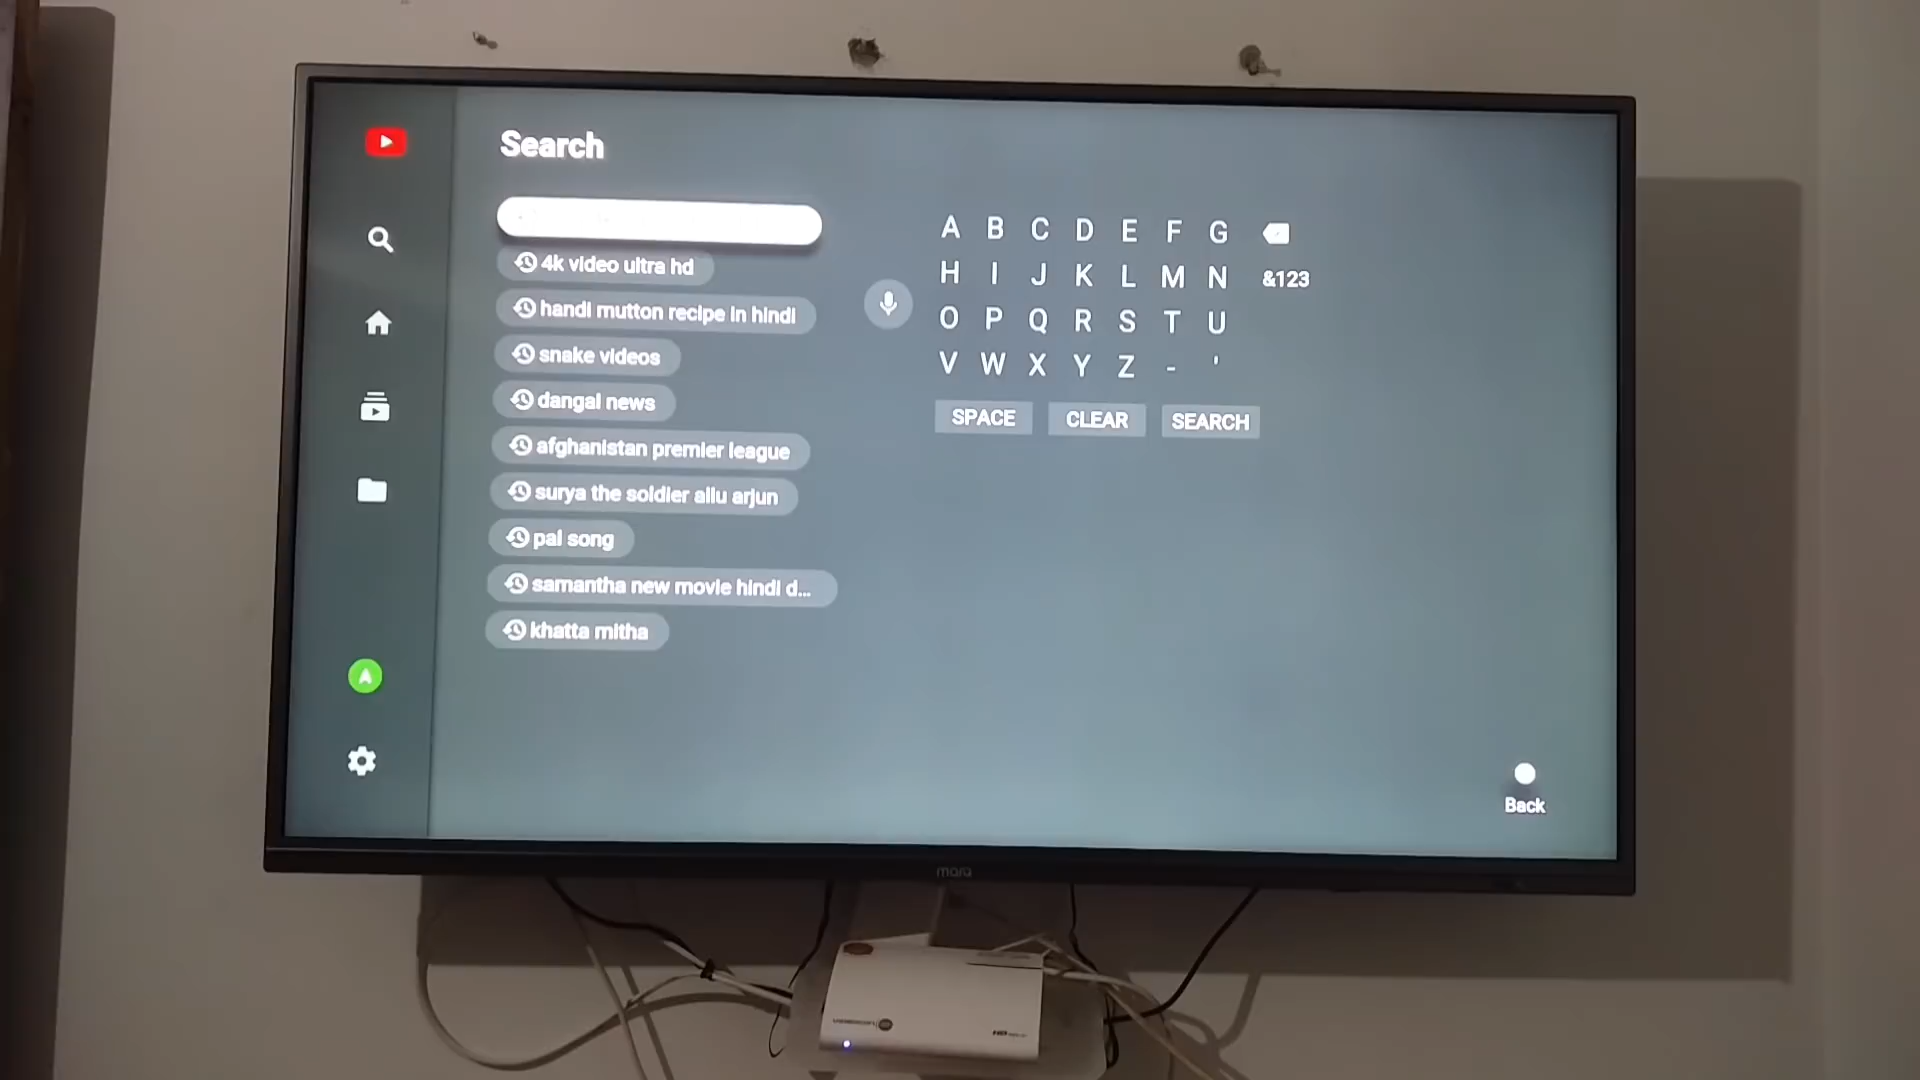 Search
4k video ultra hd
handi mutton recipe in hindi
snake videos
dangal news
afghanistan premier league
surya the soldier allu arjun
pal song
samantha new movie hindi d...
khatta mitha
A B C D E F G
H I J K L M N &123
O P Q R S T U
V W X Y Z - '
SPACE CLEAR SEARCH
A
Back
marq